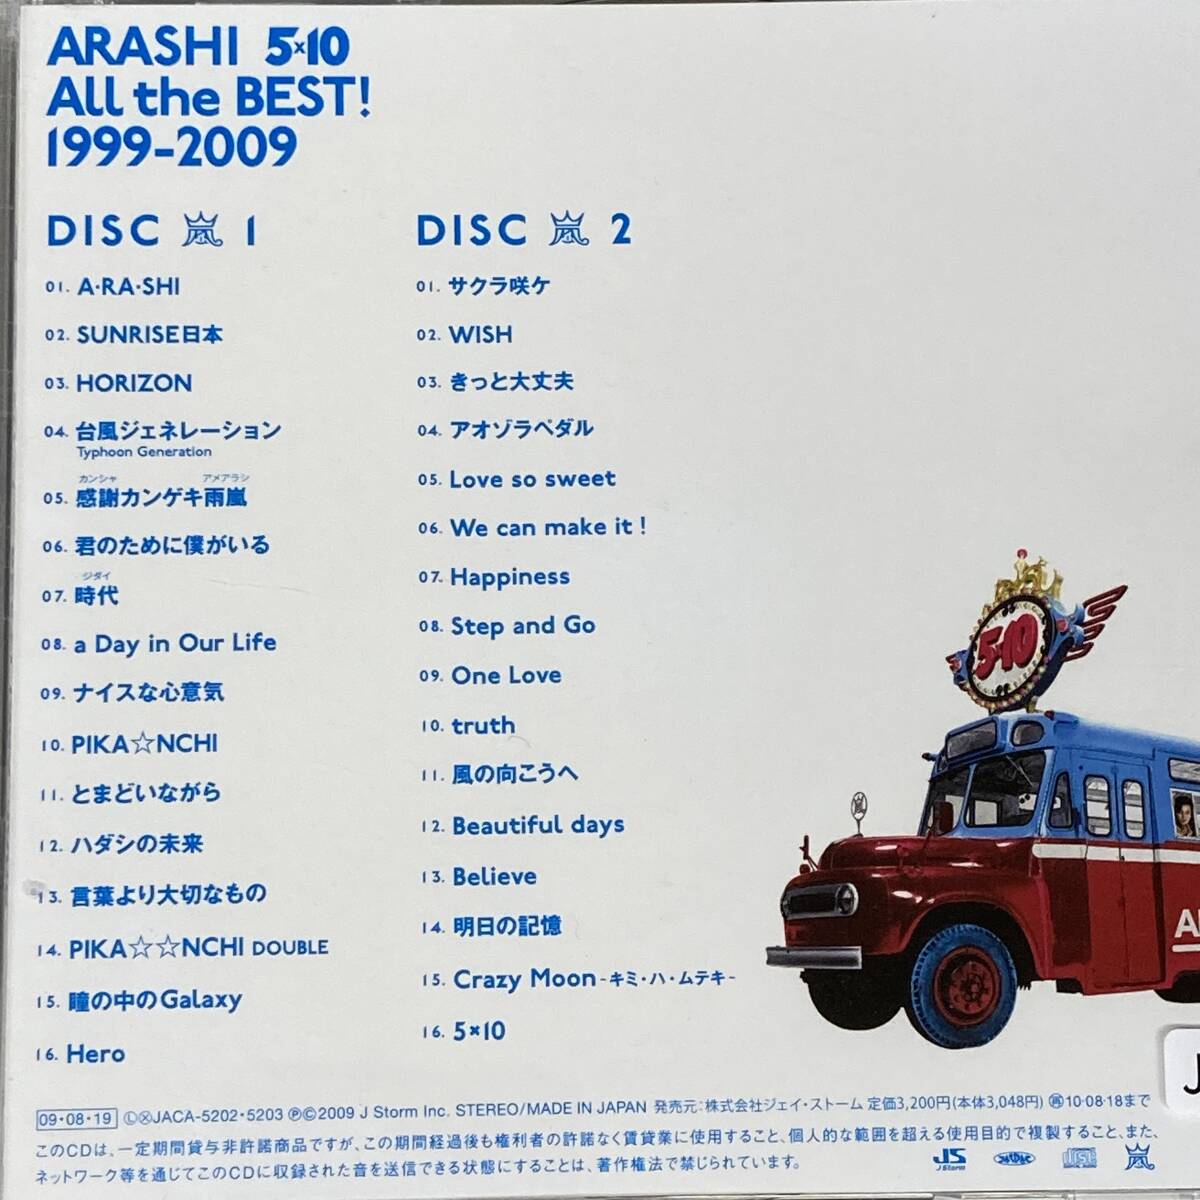 ARASHI 5×10
All the BEST!
1999-2009
DISC 嵐 1
01. A・RA・SHI
02. SUNRISE日本
03. HORIZON
04. 台風ジェネレーション
Typhoon Generation
カンシャ アメアラシ
05. 感謝カンゲキ雨嵐
06. 君のために僕がいる
ジダイ
07. 時代
08. a Day in Our Life
09. ナイスな心意気
10. PIKA☆NCHI
11. とまどいながら
12. ハダシの未来
13. 言葉より大切なもの
14. PIKA☆☆NCHI DOUBLE
15. 瞳の中のGalaxy
16. Hero
DISC 嵐 2
01. サクラ咲ケ
02. WISH
03. きっと大丈夫
04. アオゾラペダル
05. Love so sweet
06. We can make it!
07. Happiness
08. Step and Go
09. One Love
10. truth
11. 風の向こうへ
12. Beautiful days
13. Believe
14. 明日の記憶
15. Crazy Moon-キミ・ハ・ムテキ-
16. 5×10
5×10
09・08・19 ⓁⓍJACA-5202・5203 ℗©2009 J Storm Inc. STEREO/MADE IN JAPAN 発売元:株式会社ジェイ・ストーム 定価3,200円(本体3,048円) 再10・08・18まで
このCDは、一定期間貸与非許諾商品ですが、この期間経過後も権利者の許諾なく賃貸業に使用すること、個人的な範囲を超える使用目的で複製すること、また、
ネットワーク等を通じてこのCDに収録された音を送信できる状態にすることは、著作権法で禁じられています。
JS
J Storm
嵐
J